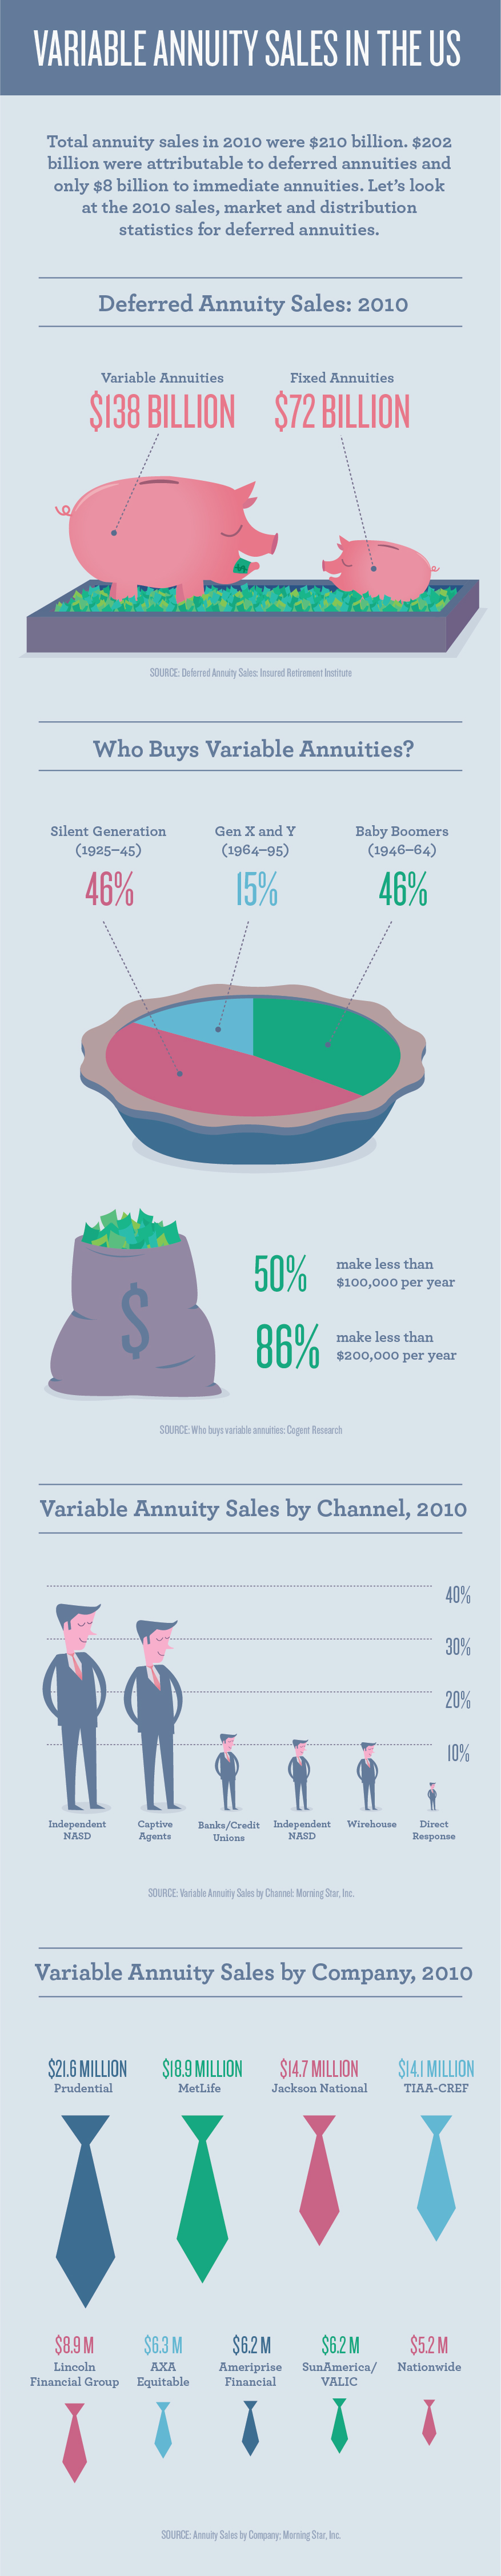 VARIABLE ANNUITY SALES IN THE US
Total annuity sales in 2010 were $210 billion. $202
billion were attributable to deferred annuities and
only $8 billion to immediate annuities. Let's look
at the 2010 sales, market and distribution
statistics for deferred annuities.
Deferred Annuity Sales: 2010
Variable Annuities
$138 BILLION
Fixed Annuities
$72 BILLION
SOURCE: Deferred Annuity Sales: Insured Retirement Institute
Who Buys Variable Annuities?
Silent Generation
(1925–45)
46%
Gen X and Y
(1964–95)
15%
Baby Boomers
(1946–64)
46%
$
50%
make less than
$100,000 per year
86%
make less than
$200,000 per year
SOURCE: Who buys variable annuities: Cogent Research
Variable Annuity Sales by Channel, 2010
40%
30%
20%
10%
Independent
NASD
Captive
Agents
Banks/Credit
Unions
Independent
NASD
Wirehouse
Direct
Response
SOURCE: Variable Annuitiy Sales by Channel: Morning Star, Inc.
Variable Annuity Sales by Company, 2010
$21.6 MILLION
Prudential
$18.9 MILLION
MetLife
$14.7 MILLION
Jackson National
$14.1 MILLION
TIAA-CREF
$8.9 M
Lincoln
Financial Group
$6.3 M
AXA
Equitable
$6.2 M
Ameriprise
Financial
$6.2 M
SunAmerica/
VALIC
$5.2 M
Nationwide
SOURCE: Annuity Sales by Company; Morning Star, Inc.